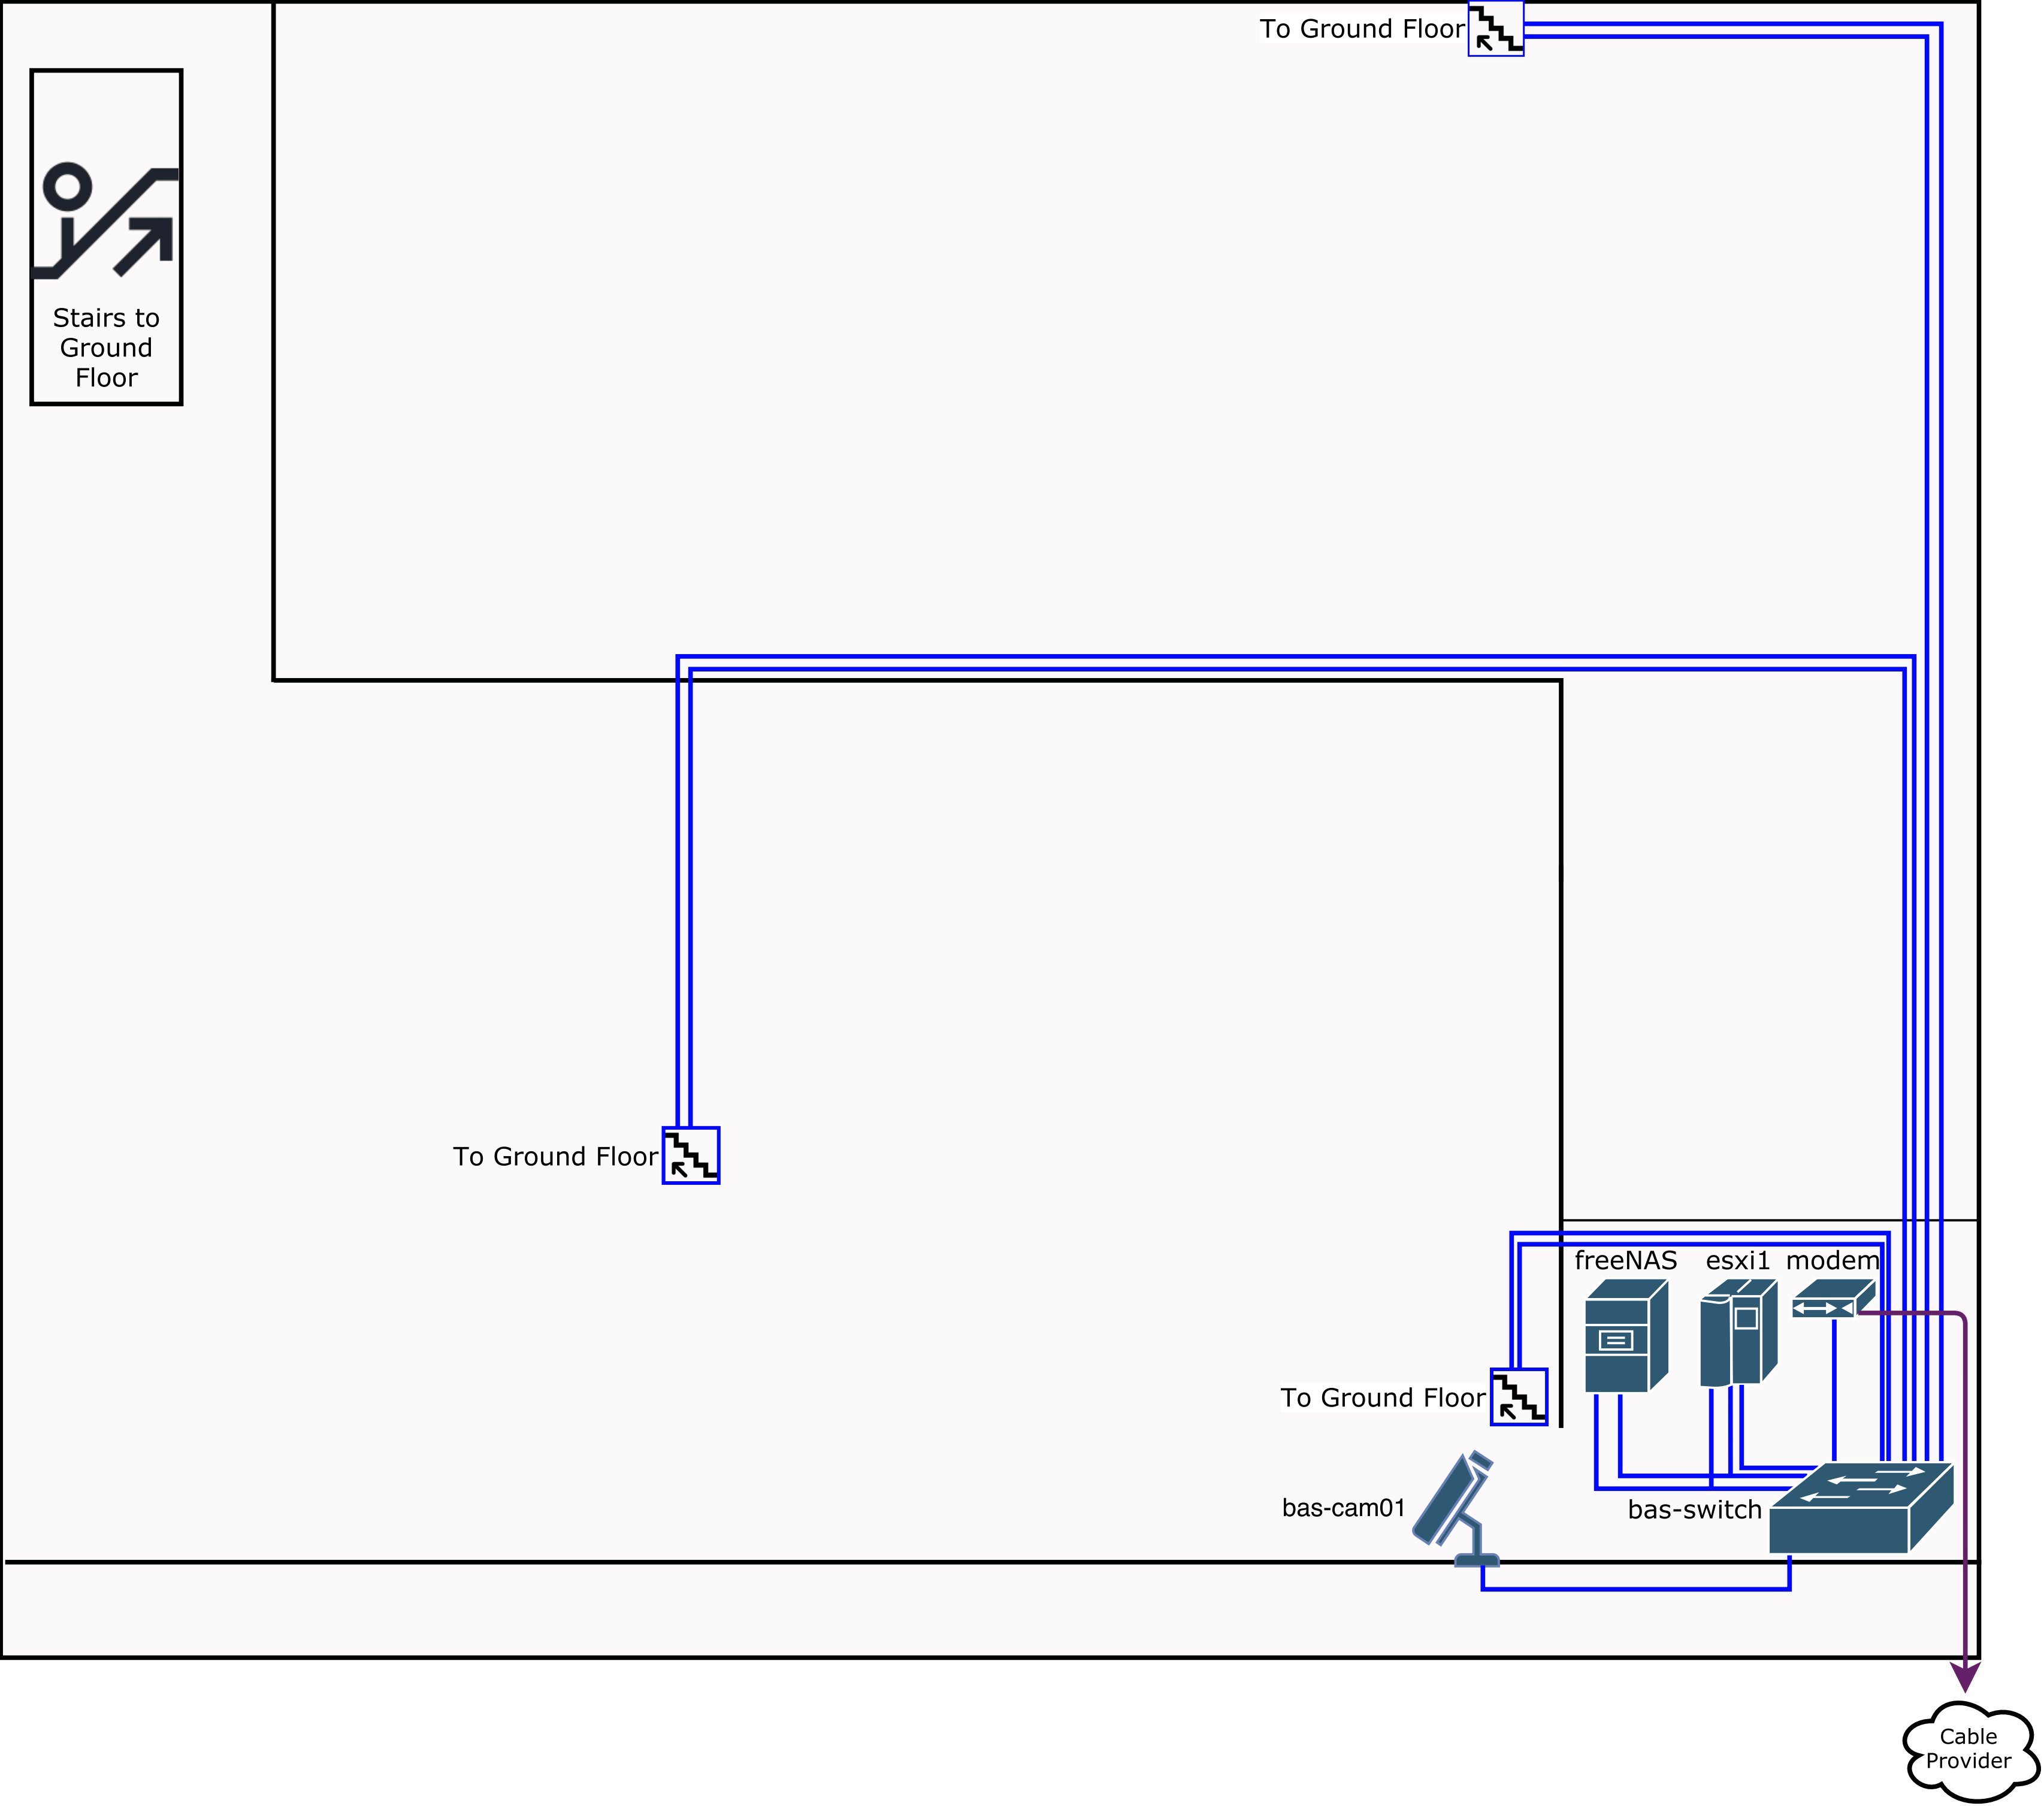 To Ground Floor
Stairs to
Ground
Floor
To Ground Floor
freeNAS
esxi1
modem
To Ground Floor
bas-cam01
bas-switch
Cable
Provider